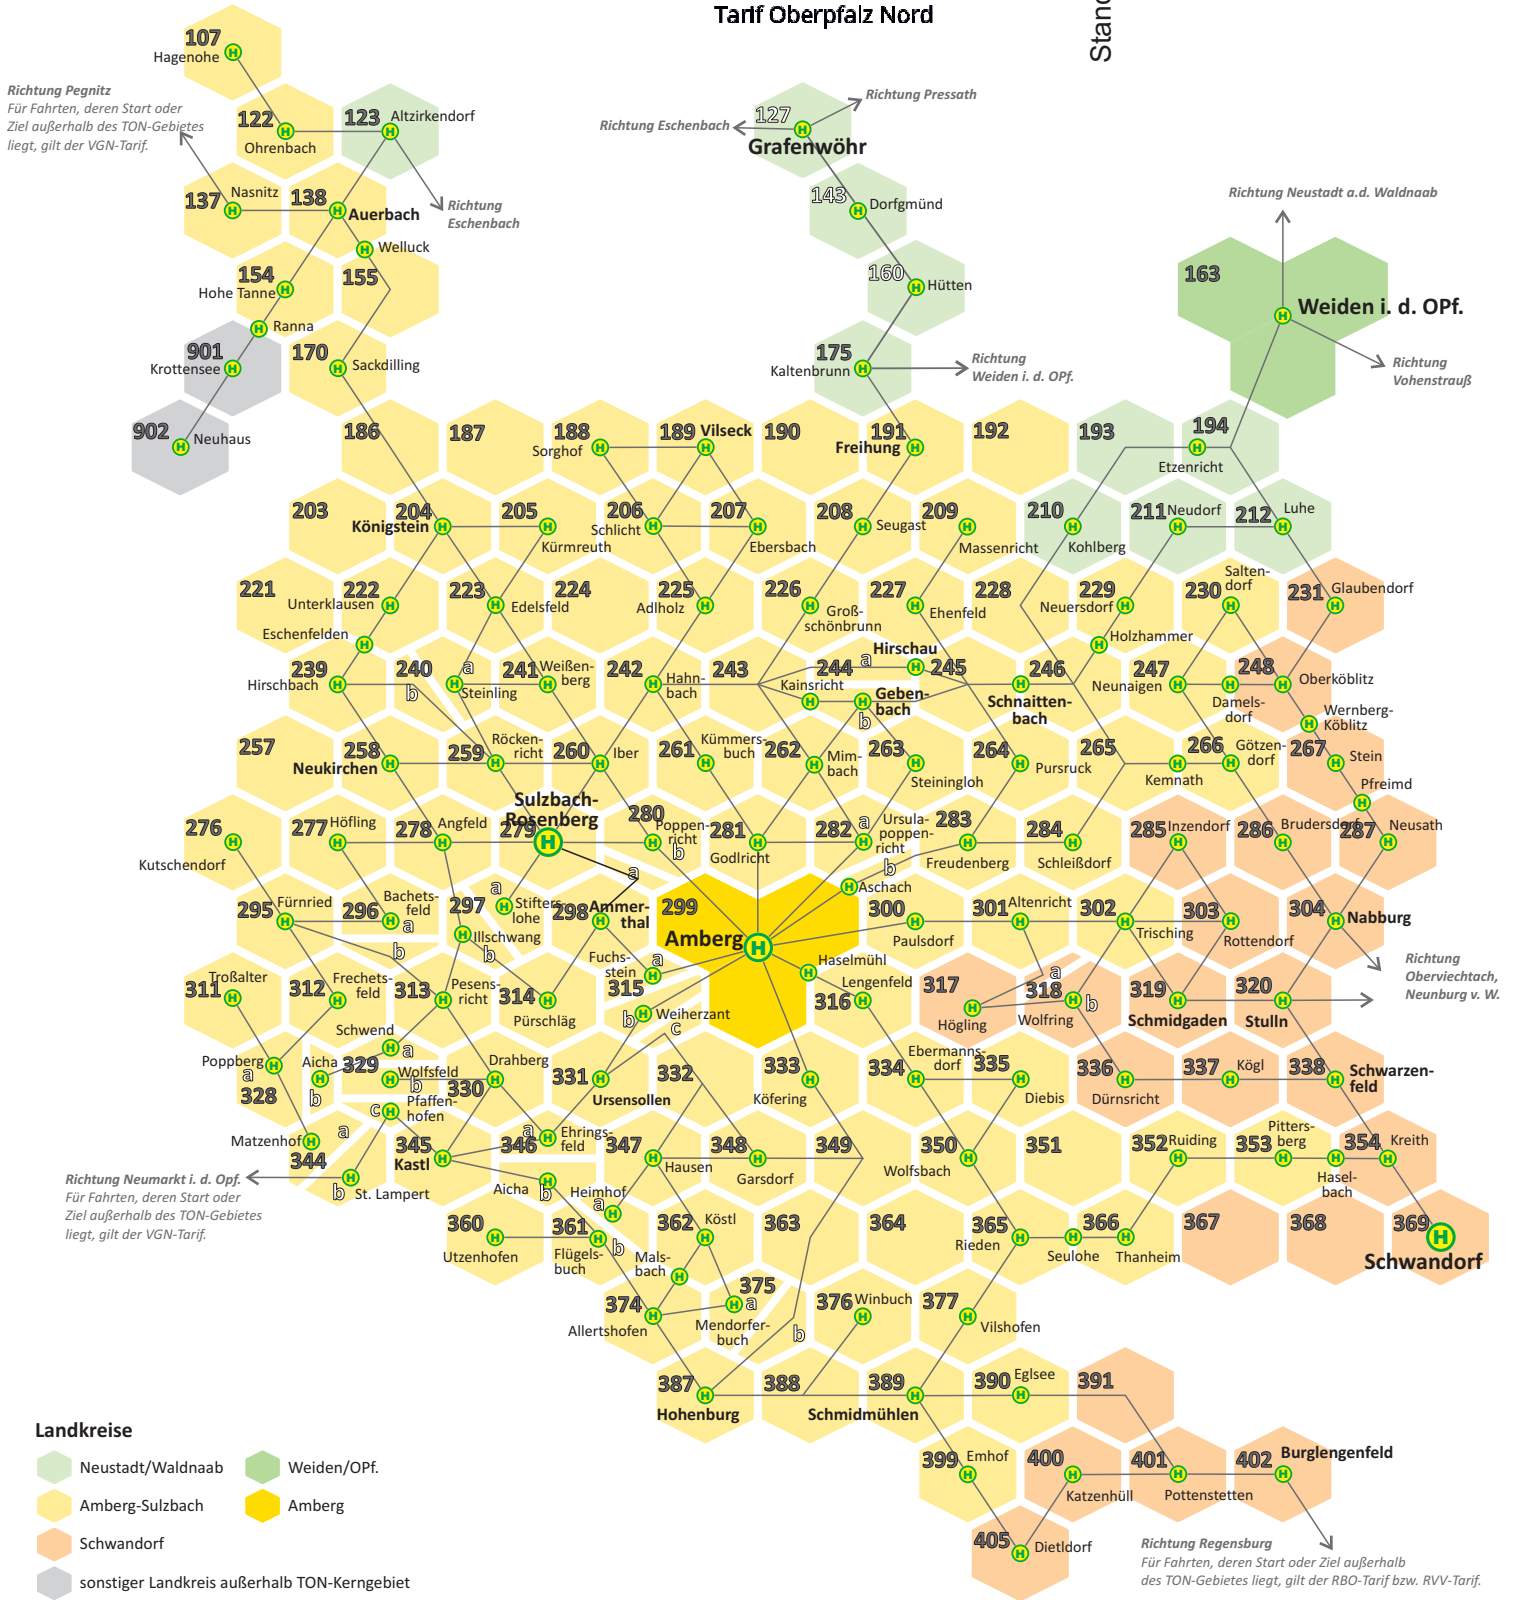 Tarif Oberpfalz Nord
Stand
107
Hagenohe
Richtung Pegnitz
Für Fahrten, deren Start oder
Ziel außerhalb des TON-Gebietes
liegt, gilt der VGN-Tarif.
122
Ohrenbach
123
Altzirkendorf
Richtung Eschenbach
127
Grafenwöhr
Richtung Pressath
137
Nasnitz
138
Auerbach
Richtung
Eschenbach
143
Dorfgmünd
Richtung Neustadt a.d. Waldnaab
Welluck
154
Hohe Tanne
155
160
Hütten
163
Weiden i. d. OPf.
Ranna
901
Krottensee
170
Sackdilling
175
Kaltenbrunn
Richtung
Weiden i. d. OPf.
Richtung
Vohenstrauß
902
Neuhaus
186
187
188
Sorghof
189
Vilseck
190
191
Freihung
192
193
194
Etzenricht
203
204
Königstein
205
Kürmreuth
206
Schlicht
207
Ebersbach
208
Seugast
209
Massenricht
210
Kohlberg
211
Neudorf
212
Luhe
221
222
Unterklausen
223
Edelsfeld
224
225
Adlholz
226
Groß-
schönbrunn
227
Ehenfeld
228
229
Neuersdorf
230
Salten-
dorf
231
Glaubendorf
Eschenfelden
Hirschau
Holzhammer
239
Hirschbach
240
a
b
Steinling
241
Weißen-
berg
242
Hahn-
bach
243
244
a
Kainsricht
Geben-
bach
b
245
246
Schnaitten-
bach
247
Neunaigen
248
Damels-
dorf
Oberköblitz
Wernberg-
Köblitz
257
258
Neukirchen
259
Röcken-
richt
260
Iber
261
Kümmers-
buch
262
Mim-
bach
263
Steiningloh
264
Pursruck
265
266
Götzen-
dorf
Kemnath
267
Stein
Pfreimd
276
Kutschendorf
277
Höfling
278
Angfeld
279
Sulzbach-
Rosenberg
280
Poppen-
richt
b
a
281
Godlricht
282
a
Ursula-
poppen-
richt
b
283
Freudenberg
284
Schleißdorf
285
Inzendorf
286
Brudersdorf
287
Neusath
Aschach
295
Fürnried
296
Bachets-
feld
a
b
297
a
Stifters-
lohe
Illschwang
b
298
Ammer-
thal
299
Amberg
300
Paulsdorf
301
Altenricht
302
Trisching
303
Rottendorf
304
Nabburg
Richtung
Oberviechtach,
Neunburg v. W.
311
Troßalter
312
Frechets-
feld
313
Pesens-
richt
314
Pürschläg
315
Fuchs-
stein
a
b
Weiherzant
c
Haselmühl
316
Lengenfeld
317
Högling
318
a
b
Wolfring
319
Schmidgaden
320
Stulln
Schwend
Poppberg
a
328
Aicha
b
329
a
Wolfsfeld
b
Pfaffen-
hofen
c
330
Drahberg
331
Ursensollen
332
333
Köfering
334
Ebermanns-
dorf
335
Diebis
336
Dürnsricht
337
Kögl
338
Schwarzen-
feld
Matzenhof
344
a
b
St. Lampert
345
Kastl
346
a
Ehrings-
feld
Aicha
b
347
Hausen
348
Garsdorf
349
350
Wolfsbach
351
352
Ruiding
353
Pitters-
berg
Hasel-
bach
354
Kreith
Richtung Neumarkt i. d. Opf.
Für Fahrten, deren Start oder
Ziel außerhalb des TON-Gebietes
liegt, gilt der VGN-Tarif.
360
Utzenhofen
361
Heimhof
a
b
Flügels-
buch
362
Köstl
Mals-
bach
363
364
365
Rieden
Seulohe
366
Thanheim
367
368
369
Schwandorf
374
Allertshofen
375
a
Mendorfer-
buch
b
376
Winbuch
377
Vilshofen
387
Hohenburg
388
389
Schmidmühlen
390
Eglsee
391
399
Emhof
400
Katzenhüll
401
Pottenstetten
402
Burglengenfeld
405
Dietldorf
Richtung Regensburg
Für Fahrten, deren Start oder Ziel außerhalb
des TON-Gebietes liegt, gilt der RBO-Tarif bzw. RVV-Tarif.
Landkreise
Neustadt/Waldnaab
Weiden/OPf.
Amberg-Sulzbach
Amberg
Schwandorf
sonstiger Landkreis außerhalb TON-Kerngebiet